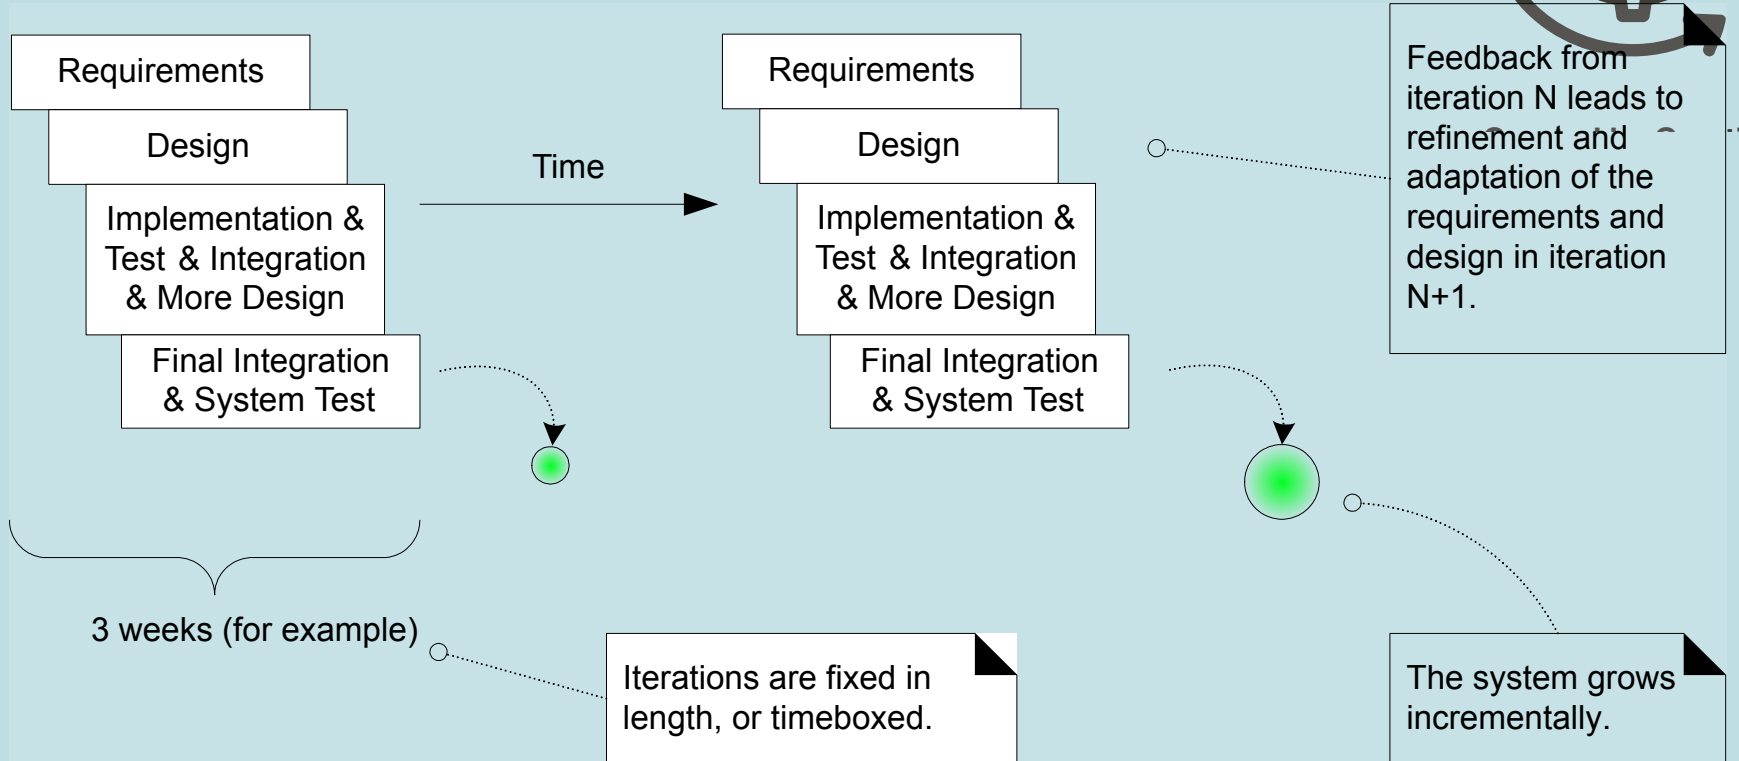 Requirements
Design
Implementation &
Test & Integration
& More Design
Final Integration
& System Test
3 weeks (for example)
Time
Requirements
Design
Implementation &
Test & Integration
& More Design
Final Integration
& System Test
Iterations are fixed in
length, or timeboxed.
Feedback from
iteration N leads to
refinement and
adaptation of the
requirements and
design in iteration
N+1.
The system grows
incrementally.